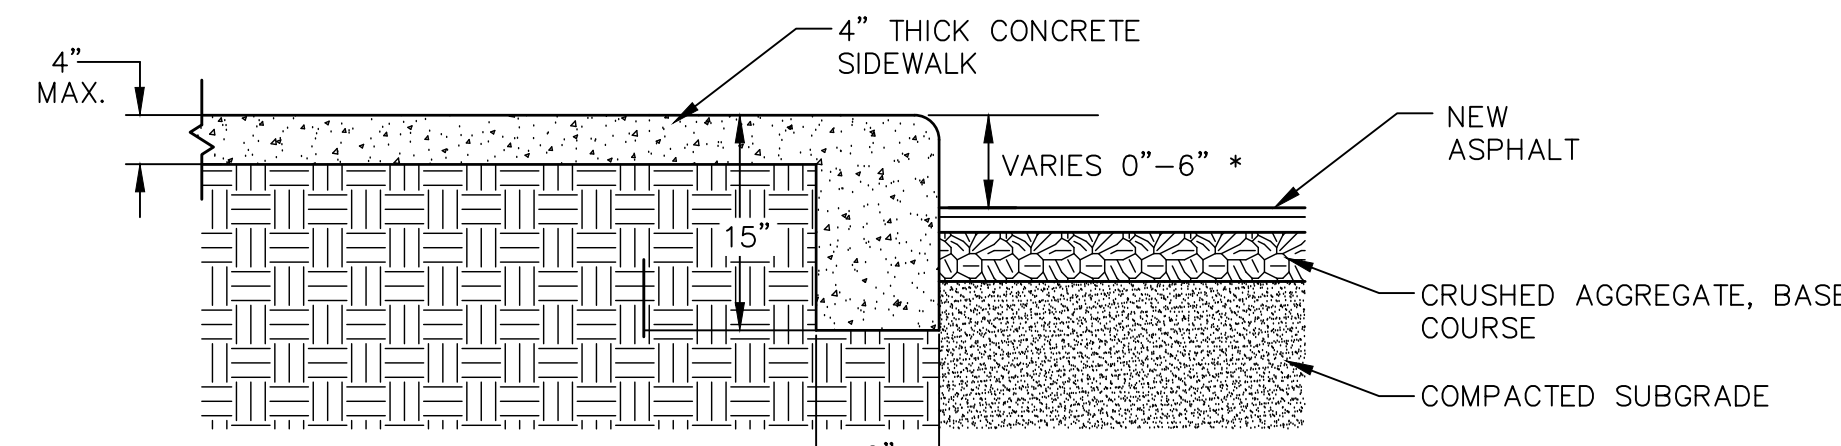 4" THICK CONCRETE
SIDEWALK
4"
MAX.
NEW
ASPHALT
VARIES 0"-6" *
15"
CRUSHED AGGREGATE, BASE
COURSE
COMPACTED SUBGRADE